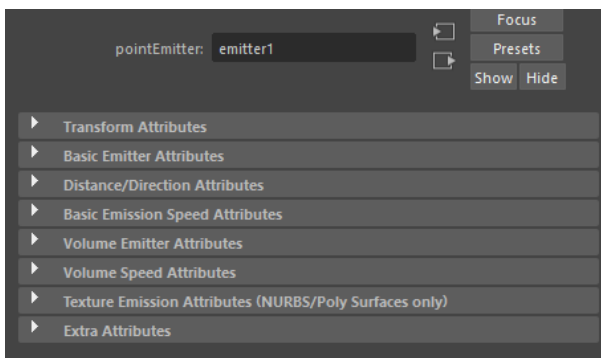 Focus
pointEmitter: emitter1
Presets
Show Hide
Transform Attributes
Basic Emitter Attributes
Distance/Direction Attributes
Basic Emission Speed Attributes
Volume Emitter Attributes
Volume Speed Attributes
Texture Emission Attributes (NURBS/Poly Surfaces only)
Extra Attributes